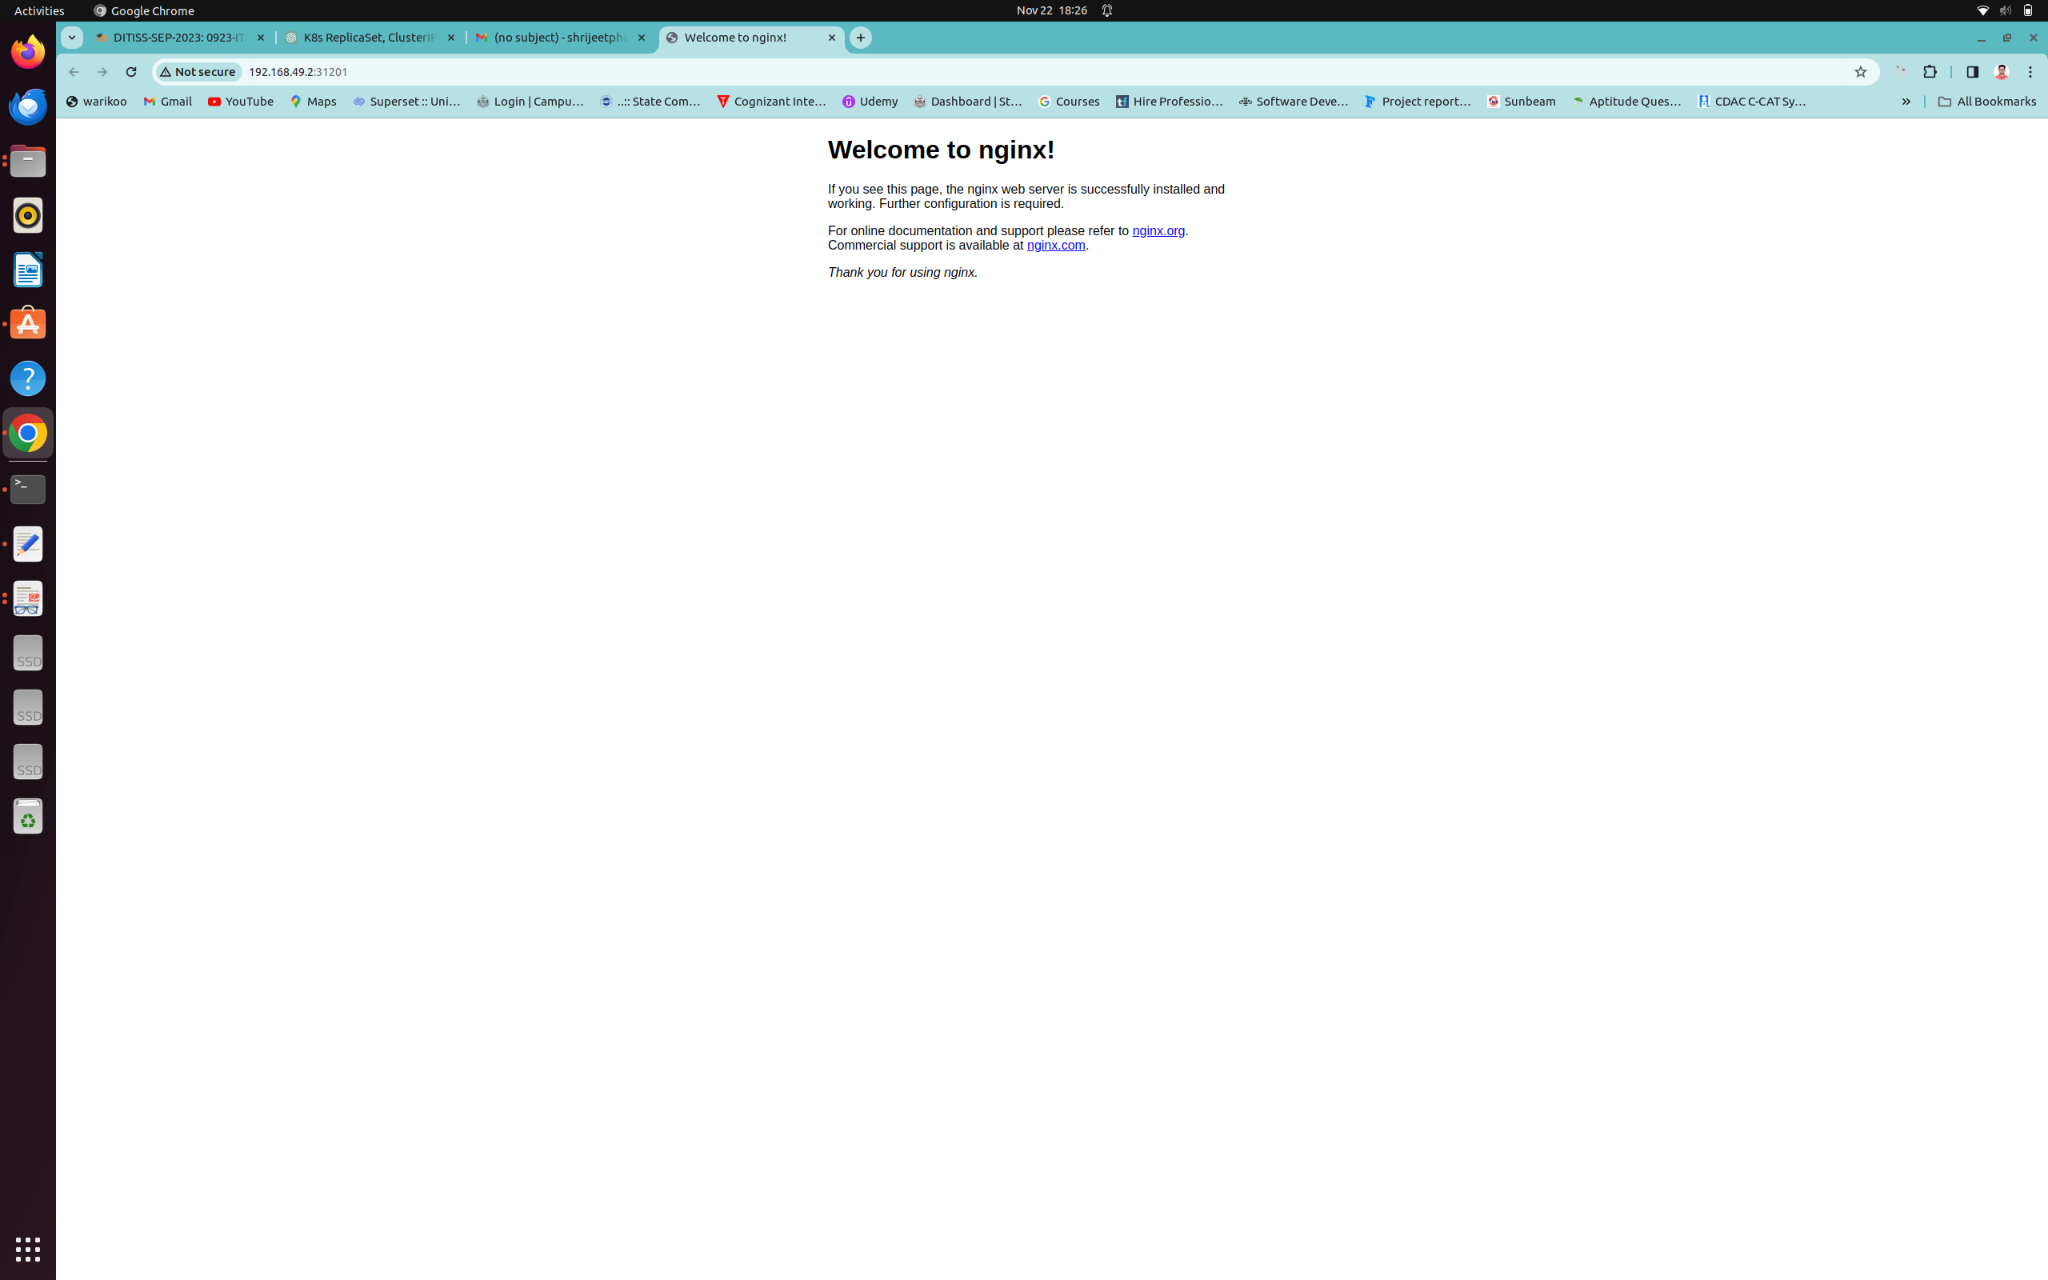 Activities
Google Chrome
Nov 22 18:26
DITISS-SEP-2023: 0923-IT
K8s ReplicaSet, ClusterIP
(no subject) - shrijeetpha
Welcome to nginx!
Not secure
192.168.49.2:31201
warikoo
Gmail
YouTube
Maps
Superset :: Uni...
Login | Campu...
..:: State Com...
Cognizant Inte...
Udemy
Dashboard | St...
Courses
Hire Professio...
Software Deve...
Project report...
Sunbeam
Aptitude Ques...
CDAC C-CAT Sy...
»
All Bookmarks
Welcome to nginx!
If you see this page, the nginx web server is successfully installed and
working. Further configuration is required.
For online documentation and support please refer to nginx.org.
Commercial support is available at nginx.com.
Thank you for using nginx.
SSD
SSD
SSD